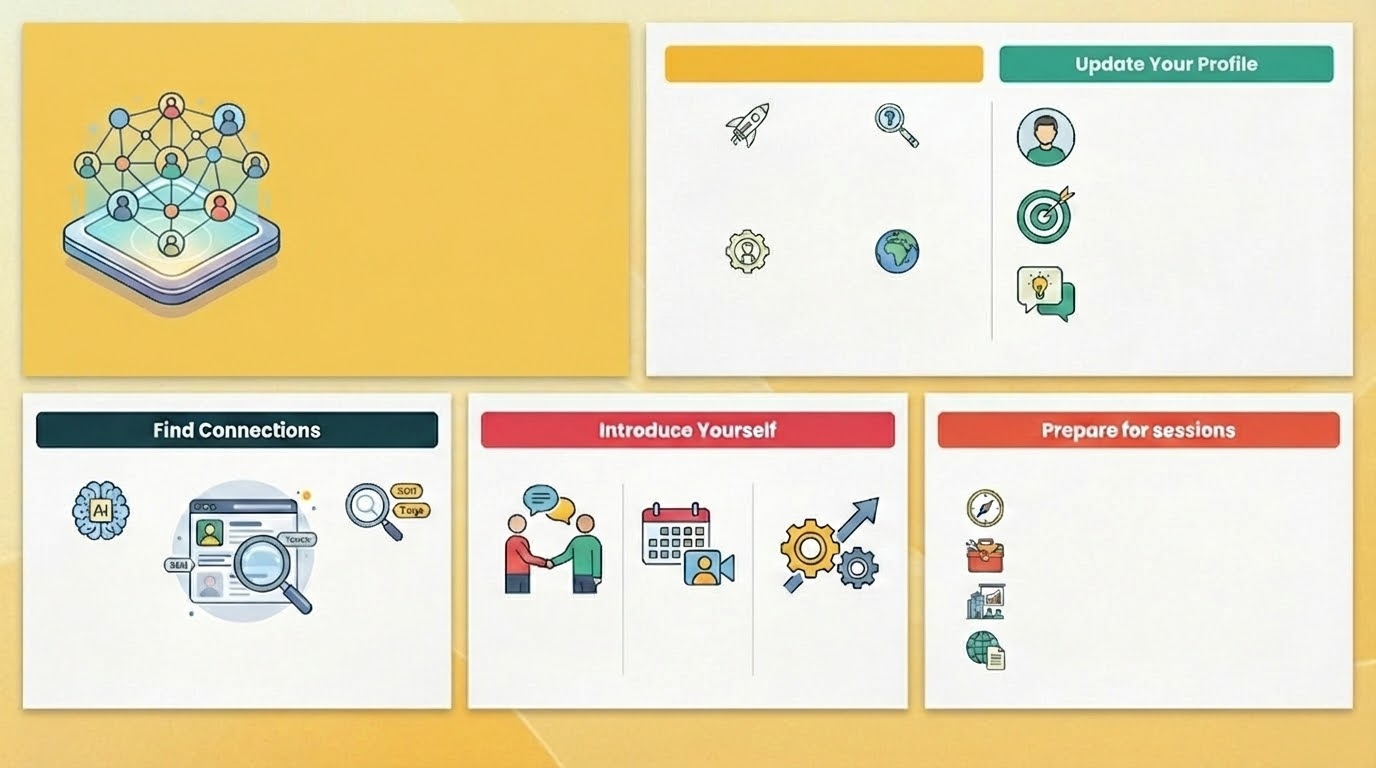 Update Your Profile
Find Connections
AI
Introduce Yourself
Prepare for sessions